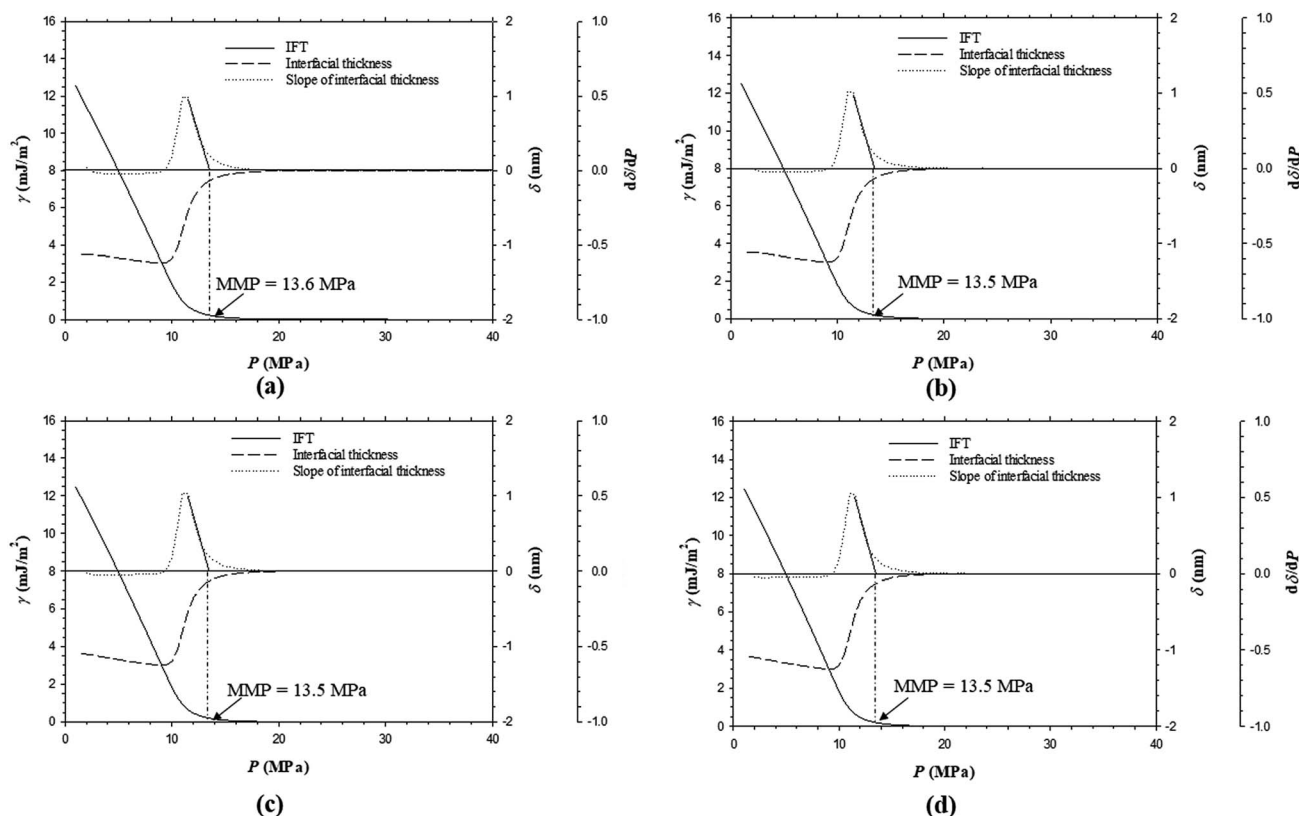 16
14
12
10
8
6
4
2
0
γ (mJ/m²)
IFT
Interfacial thickness
Slope of interfacial thickness
MMP = 13.6 MPa
0 10 20 30 40
P (MPa)
(a)
2
1
0
-1
-2
δ (nm)
1.0
0.5
0.0
-0.5
-1.0
dδ/dP
16
14
12
10
8
6
4
2
0
γ (mJ/m²)
IFT
Interfacial thickness
Slope of interfacial thickness
MMP = 13.5 MPa
0 10 20 30 40
P (MPa)
(b)
2
1
0
-1
-2
δ (nm)
1.0
0.5
0.0
-0.5
-1.0
dδ/dP
16
14
12
10
8
6
4
2
0
γ (mJ/m²)
IFT
Interfacial thickness
Slope of interfacial thickness
MMP = 13.5 MPa
0 10 20 30 40
P (MPa)
(c)
2
1
0
-1
-2
δ (nm)
1.0
0.5
0.0
-0.5
-1.0
16
14
12
10
8
6
4
2
0
γ (mJ/m²)
IFT
Interfacial thickness
Slope of interfacial thickness
MMP = 13.5 MPa
0 10 20 30 40
P (MPa)
(d)
2
1
0
-1
-2
δ (nm)
1.0
0.5
0.0
-0.5
-1.0
dδ/dP